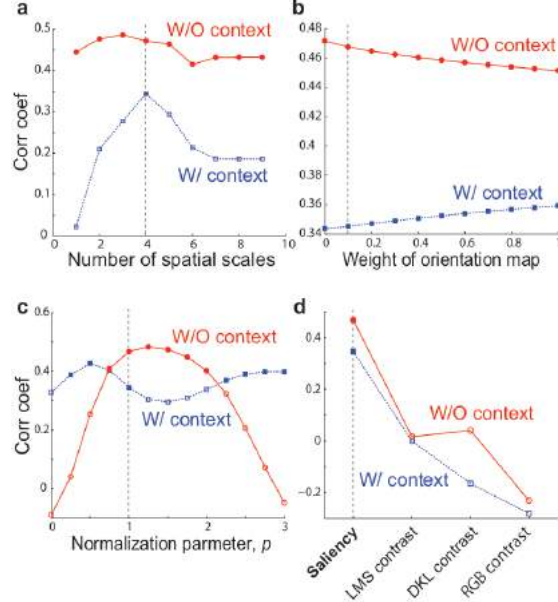 a
Corr coef
0.5
0.4
0.3
0.2
0.1
0
W/O context
W/ context
0 2 4 6 8 10
Number of spatial scales
b
0.48
0.46
0.44
0.42
0.40
0.38
0.36
0.34
W/O context
W/ context
0 0.2 0.4 0.6 0.8 1
Weight of orientation map
c
Corr coef
0.6
0.4
0.2
0
W/O context
W/ context
0 1 2 3
Normalization parmeter, p
d
0.4
0.2
0
-0.2
W/O context
W/ context
Saliency
LMS contrast
DKL contrast
RGB contrast